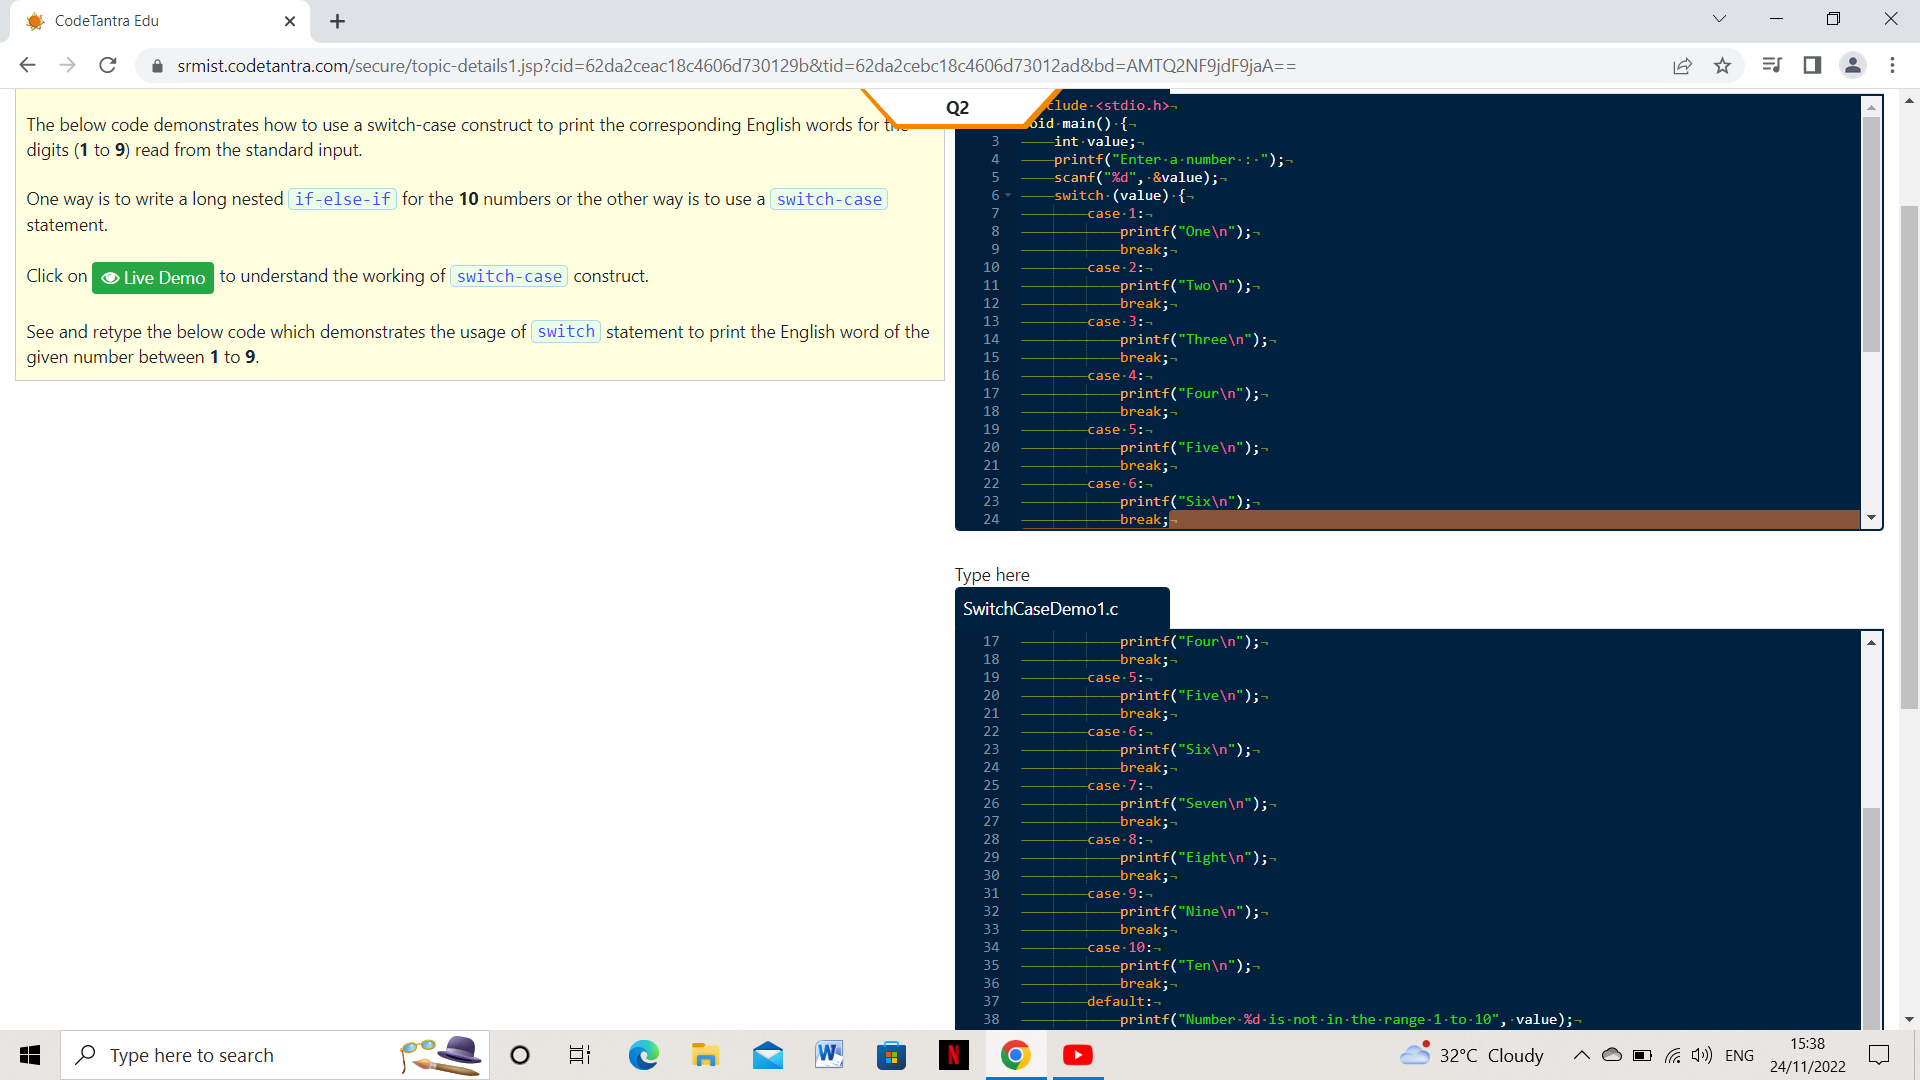 CodeTantra Edu
srmist.codetantra.com/secure/topic-details1.jsp?cid=62da2ceac18c4606d730129b&tid=62da2cebc18c4606d73012ad&bd=AMTQ2NF9jdF9jaA==
Q2
The below code demonstrates how to use a switch-case construct to print the corresponding English words for the
digits (1 to 9) read from the standard input.
One way is to write a long nested if-else-if for the 10 numbers or the other way is to use a switch-case
statement.
Click on Live Demo to understand the working of switch-case construct.
See and retype the below code which demonstrates the usage of switch statement to print the English word of the
given number between 1 to 9.
clude <stdio.h>
oid main() {
3 int value;
4 printf("Enter a number : ");
5 scanf("%d", &value);
6 switch (value) {
7 case 1:
8 printf("One\n");
9 break;
10 case 2:
11 printf("Two\n");
12 break;
13 case 3:
14 printf("Three\n");
15 break;
16 case 4:
17 printf("Four\n");
18 break;
19 case 5:
20 printf("Five\n");
21 break;
22 case 6:
23 printf("Six\n");
24 break;
Type here
SwitchCaseDemo1.c
17 printf("Four\n");
18 break;
19 case 5:
20 printf("Five\n");
21 break;
22 case 6:
23 printf("Six\n");
24 break;
25 case 7:
26 printf("Seven\n");
27 break;
28 case 8:
29 printf("Eight\n");
30 break;
31 case 9:
32 printf("Nine\n");
33 break;
34 case 10:
35 printf("Ten\n");
36 break;
37 default:
38 printf("Number %d is not in the range 1 to 10", value);
Type here to search
32°C Cloudy
ENG
15:38
24/11/2022